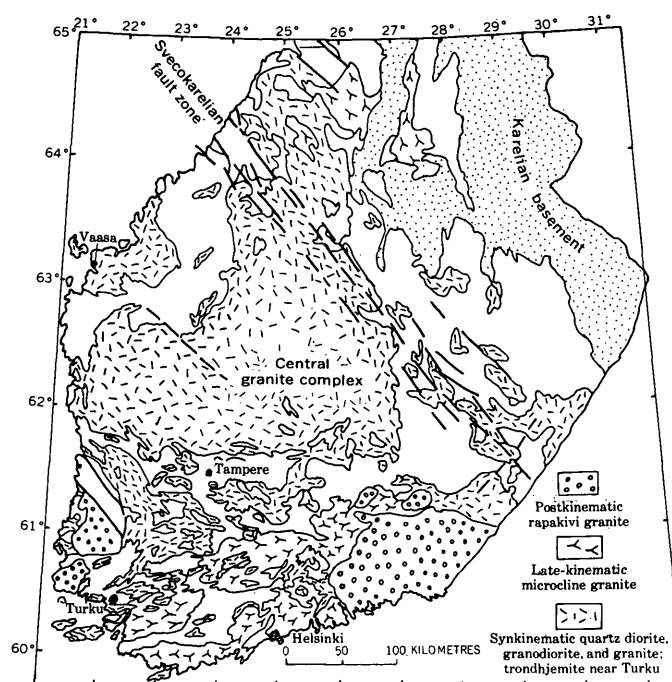 21° 22° 23° 24° 25° 26° 27° 28° 29° 30° 31°
65°
Svecokarelian
fault zone
64°
Karelian
basement
Vaasa
63°
Central
granite complex
62°
Tampere
61°
Postkinematic
rapakivi granite
Late-kinematic
microcline granite
Turku
Helsinki
60°
0 50 100 KILOMETRES
Synkinematic quartz diorite,
granodiorite, and granite;
trondhjemite near Turku